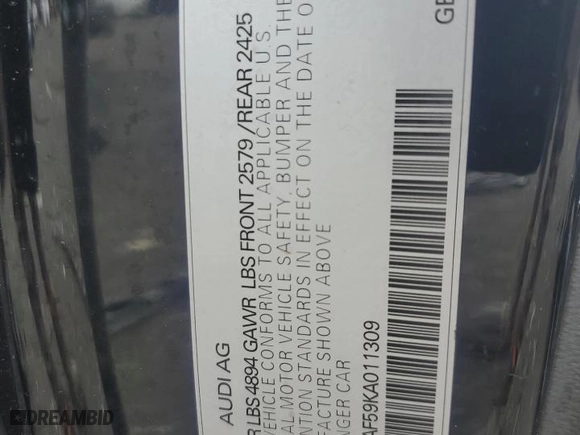 AUDI AG
GE
R LBS 4894 GAWR LBS FRONT 2579 /REAR 2425
VEHICLE CONFORMS TO ALL APPLICABLE U.S.
AL MOTOR VEHICLE SAFETY, BUMPER AND THE
NTION STANDARDS IN EFFECT ON THE DATE O
FACTURE SHOWN ABOVE
NGER CAR
AF59KA011309
DREAMBID